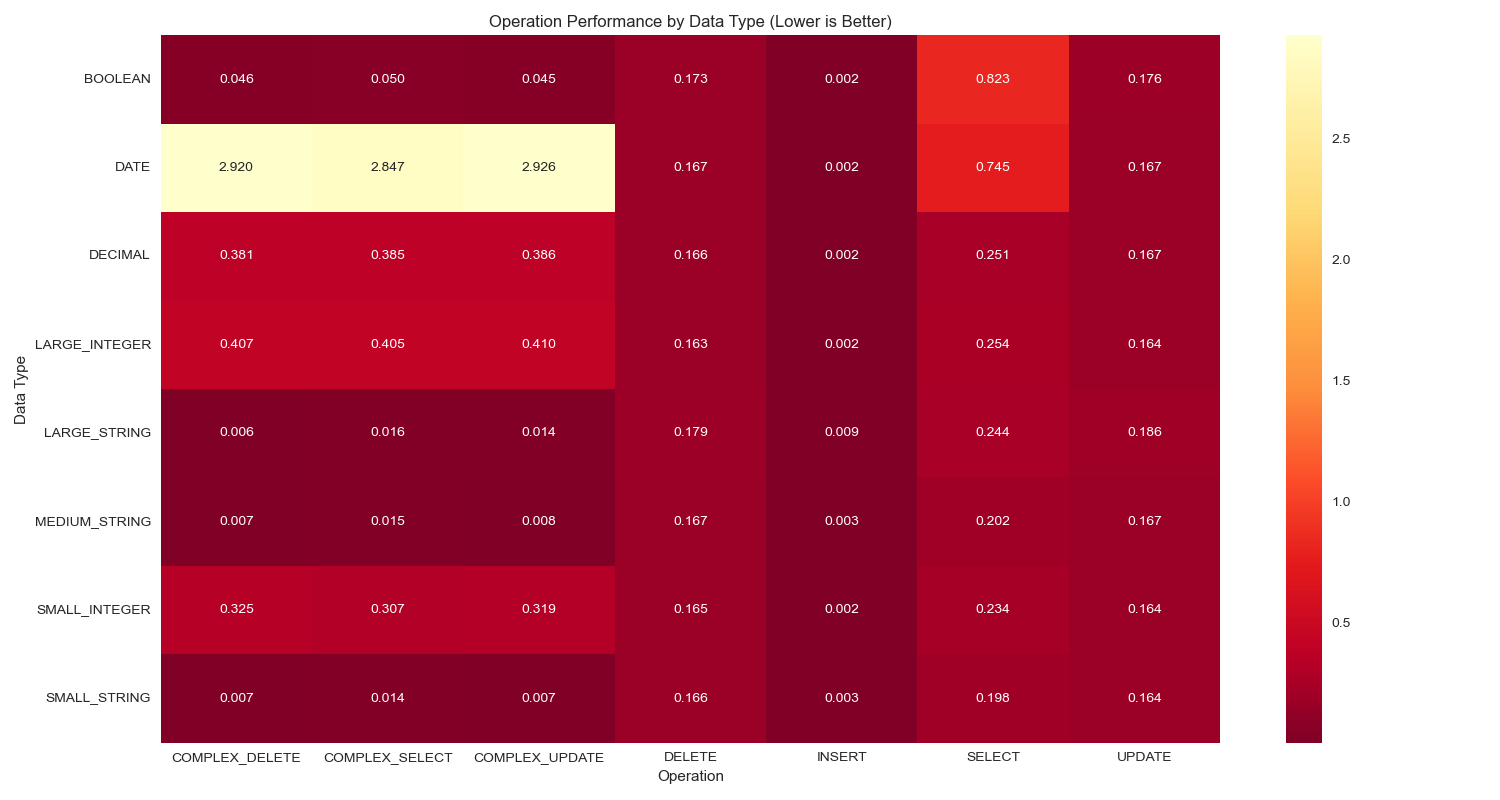 Operation Performance by Data Type (Lower is Better)
BOOLEAN 0.046 0.050 0.045 0.173 0.002 0.823 0.176
2.5
DATE 2.920 2.847 2.926 0.167 0.002 0.745 0.167
DECIMAL 0.381 0.385 0.386 0.166 0.002 0.251 0.167
2.0
LARGE_INTEGER 0.407 0.405 0.410 0.163 0.002 0.254 0.164
1.5
Data Type
LARGE_STRING 0.006 0.016 0.014 0.179 0.009 0.244 0.186
1.0
MEDIUM_STRING 0.007 0.015 0.008 0.167 0.003 0.202 0.167
SMALL_INTEGER 0.325 0.307 0.319 0.165 0.002 0.234 0.164
0.5
SMALL_STRING 0.007 0.014 0.007 0.166 0.003 0.198 0.164
COMPLEX_DELETE COMPLEX_SELECT COMPLEX_UPDATE DELETE INSERT SELECT UPDATE
Operation